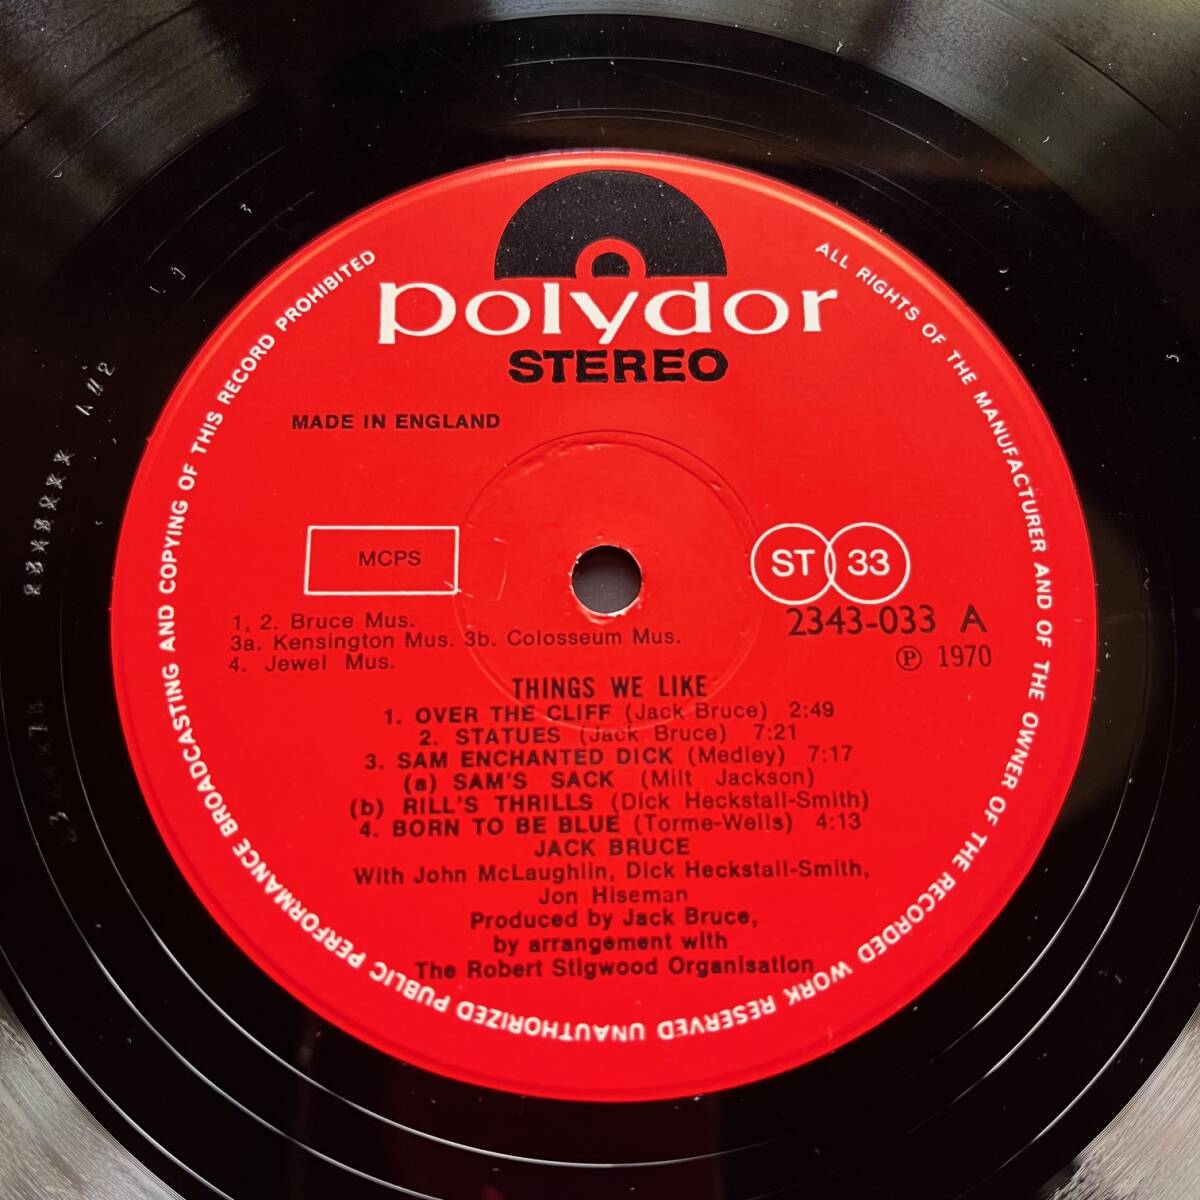 polydor
STEREO
MADE IN ENGLAND
MCPS
ST 33
2343-033 A
℗ 1970
1, 2. Bruce Mus.
3a. Kensington Mus. 3b. Colosseum Mus.
4. Jewel Mus.
THINGS WE LIKE
1. OVER THE CLIFF (Jack Bruce) 2:49
2. STATUES (Jack Bruce) 7:21
3. SAM ENCHANTED DICK (Medley) 7:17
(a) SAM'S SACK (Milt Jackson)
(b) RILL'S THRILLS (Dick Heckstall-Smith)
4. BORN TO BE BLUE (Torme-Wells) 4:13
JACK BRUCE
With John McLaughlin, Dick Heckstall-Smith,
Jon Hiseman
Produced by Jack Bruce,
by arrangement with
The Robert Stigwood Organisation
ALL RIGHTS OF THE MANUFACTURER AND OF THE OWNER OF THE RECORDED WORK RESERVED UNAUTHORIZED PUBLIC PERFORMANCE BROADCASTING AND COPYING OF THIS RECORD PROHIBITED